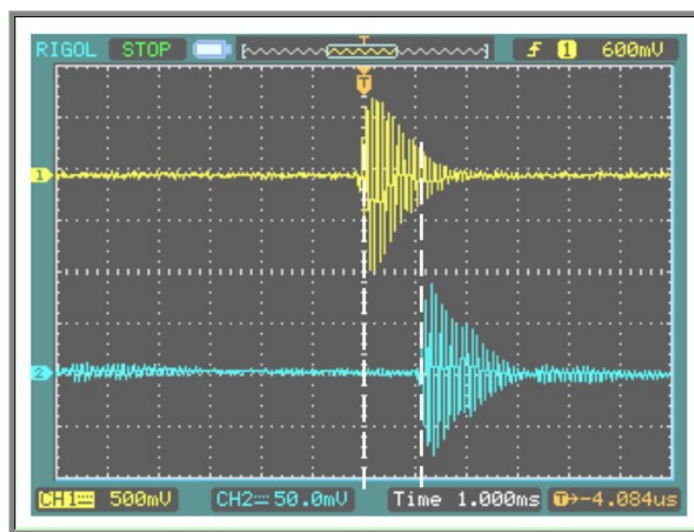 RIGOL STOP T 1 600mV
T
1
2
CH1 500mV CH2 50.0mV Time 1.000ms T→-4.084us